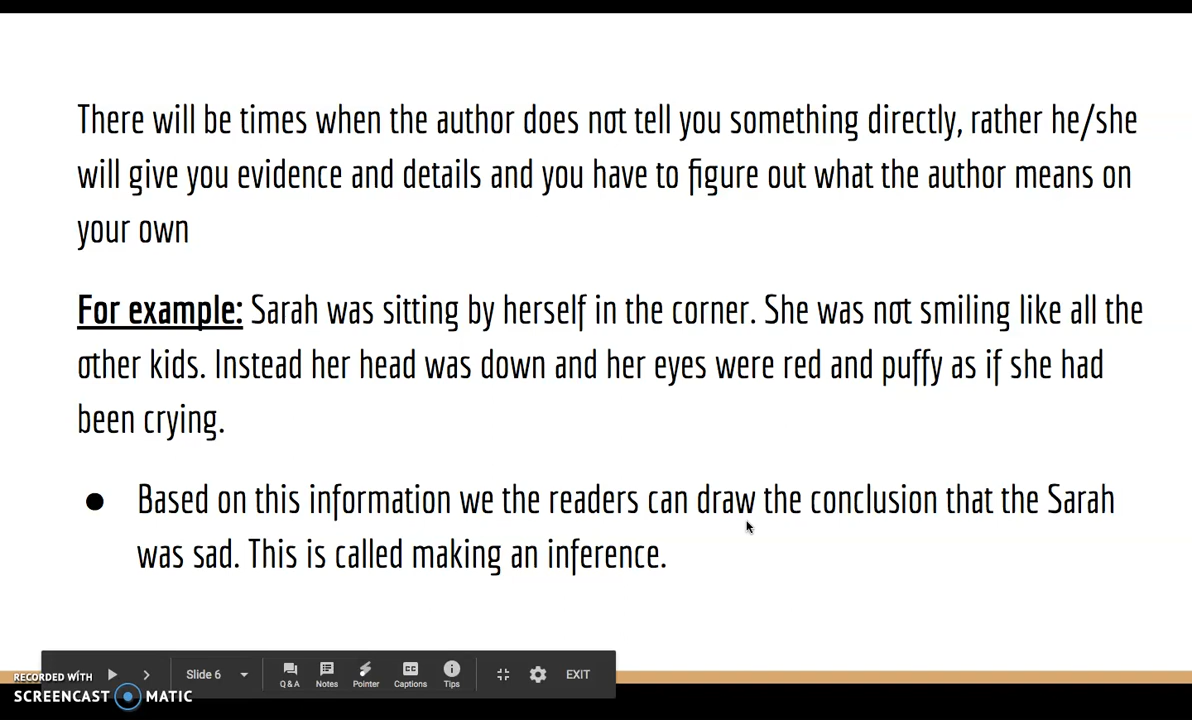 There will be times when the author does not tell you something directly, rather he/she
will give you evidence and details and you have to figure out what the author means on
your own
For example: Sarah was sitting by herself in the corner. She was not smiling like all the
other kids. Instead her head was down and her eyes were red and puffy as if she had
been crying.
● Based on this information we the readers can draw the conclusion that the Sarah
was sad. This is called making an inference.
Slide 6 Q&A Notes Pointer Captions Tips EXIT
RECORDED WITH
SCREENCAST MATIC